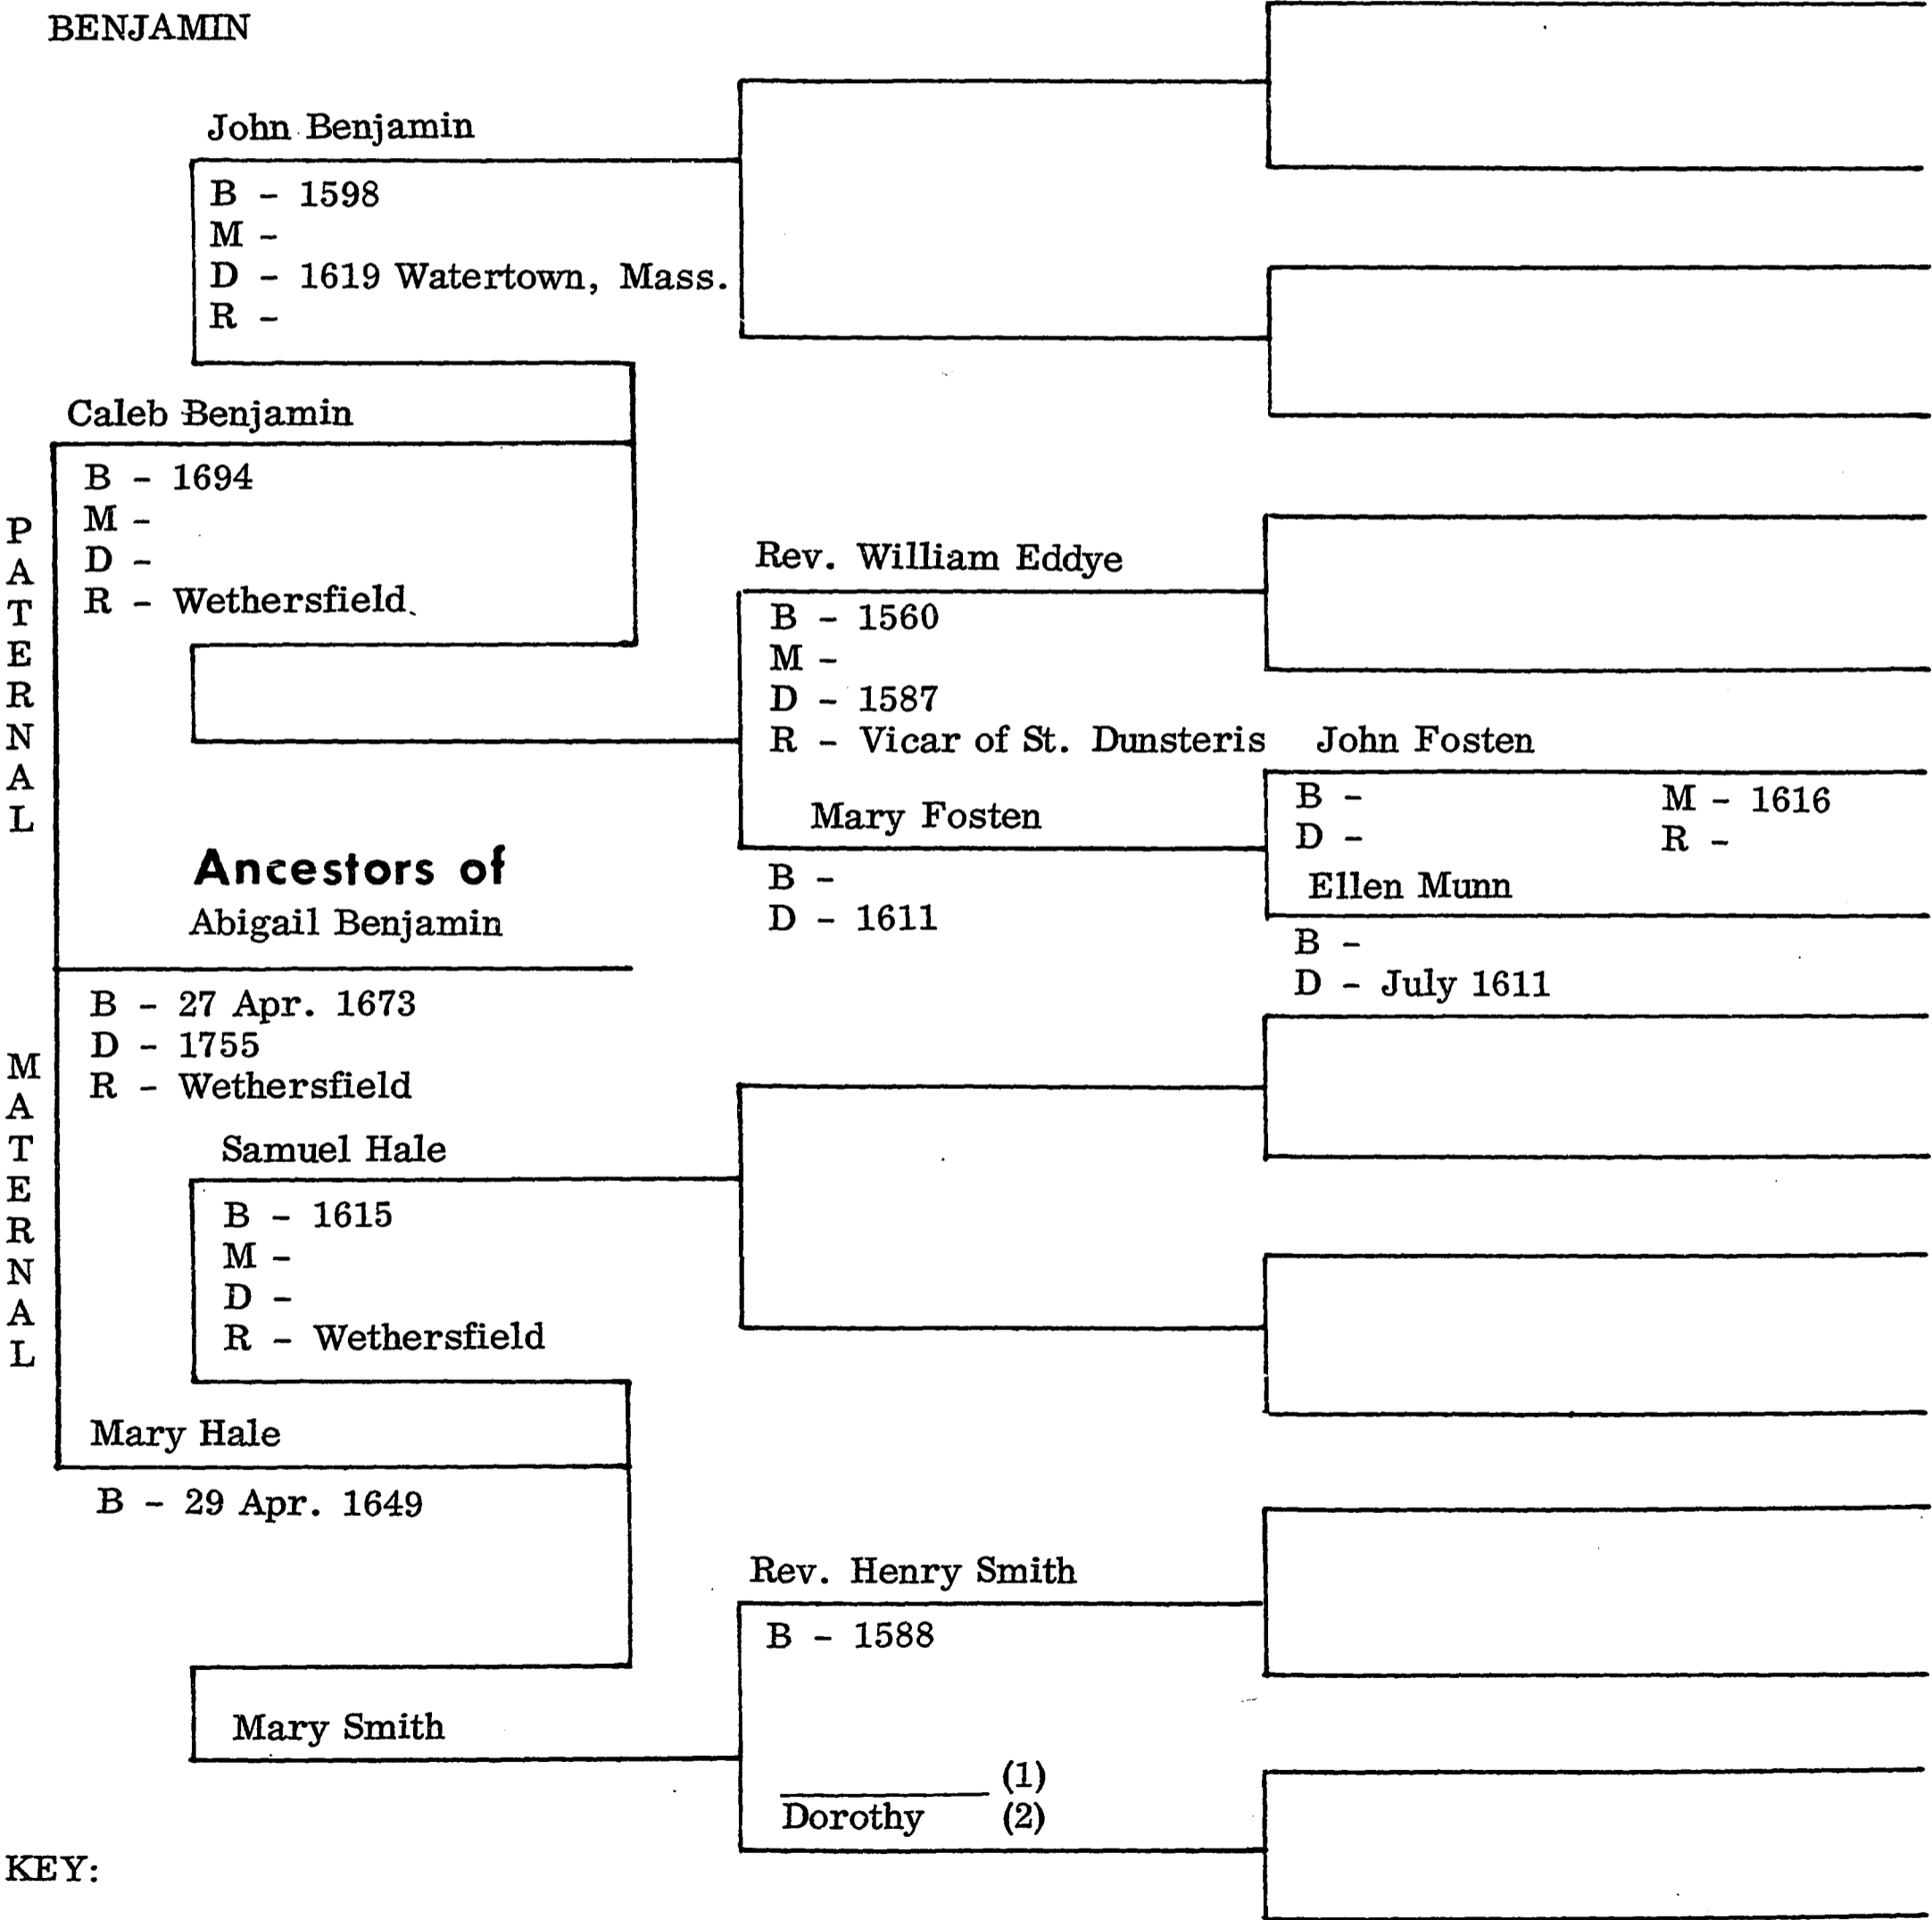 BENJAMIN
John Benjamin
B - 1598
M -
D - 1619 Watertown, Mass.
R -
Caleb Benjamin
B - 1694
M -
D -
R - Wethersfield
PATERNAL
Rev. William Eddye
B - 1560
M -
D - 1587
R - Vicar of St. Dunsteris
John Fosten
B -
M - 1616
D -
R -
Mary Fosten
B -
D - 1611
Ellen Munn
B -
D - July 1611
Ancestors of
Abigail Benjamin
B - 27 Apr. 1673
D - 1755
R - Wethersfield
MATERNAL
Samuel Hale
B - 1615
M -
D -
R - Wethersfield
Mary Hale
B - 29 Apr. 1649
Rev. Henry Smith
B - 1588
Mary Smith
(1)
Dorothy (2)
KEY: